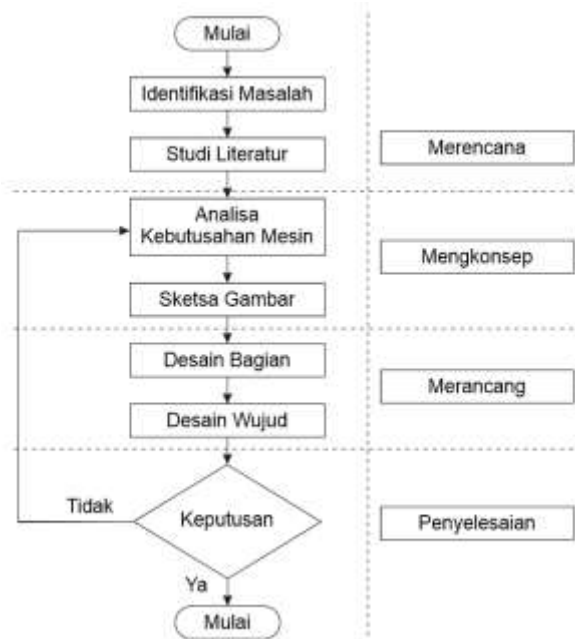 Mulai
Identifikasi Masalah
Studi Literatur
Merencana
Analisa
Kebutusahan Mesin
Mengkonsep
Sketsa Gambar
Desain Bagian
Merancang
Desain Wujud
Tidak
Keputusan
Penyelesaian
Ya
Mulai